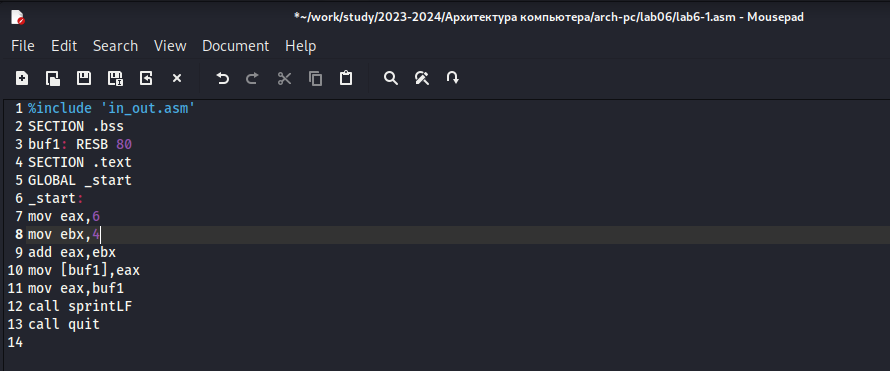 *~/work/study/2023-2024/Архитектура компьютера/arch-pc/lab06/lab6-1.asm - Mousepad
File Edit Search View Document Help
1 %include 'in_out.asm'
2 SECTION .bss
3 buf1: RESB 80
4 SECTION .text
5 GLOBAL _start
6 _start:
7 mov eax,6
8 mov ebx,4
9 add eax,ebx
10 mov [buf1],eax
11 mov eax,buf1
12 call sprintLF
13 call quit
14